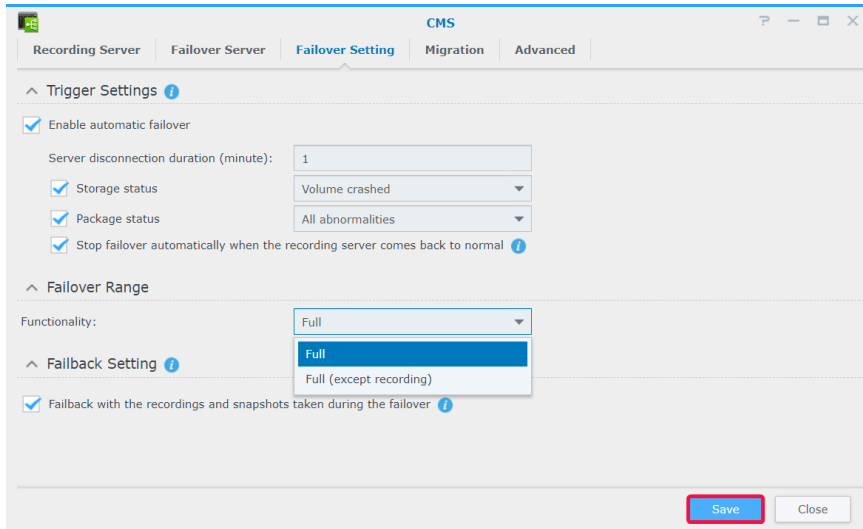 CMS
Recording Server Failover Server Failover Setting Migration Advanced
Trigger Settings
Enable automatic failover
Server disconnection duration (minute): 1
Storage status Volume crashed
Package status All abnormalities
Stop failover automatically when the recording server comes back to normal
Failover Range
Functionality: Full
Full
Full (except recording)
Failback Setting
Failback with the recordings and snapshots taken during the failover
Save Close